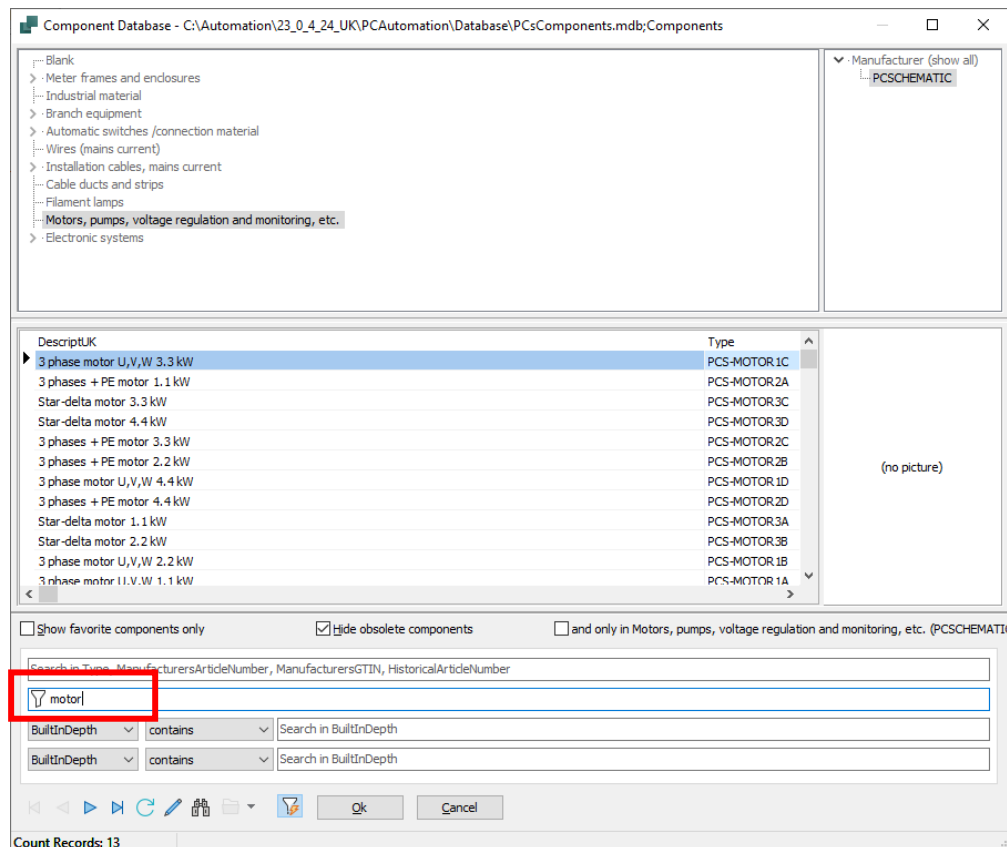 Component Database - C:\Automation\23_0_4_24_UK\PCAutomation\Database\PCsComponents.mdb;Components
Blank
Meter frames and enclosures
Industrial material
Branch equipment
Automatic switches /connection material
Wires (mains current)
Installation cables, mains current
Cable ducts and strips
Filament lamps
Motors, pumps, voltage regulation and monitoring, etc.
Electronic systems
Manufacturer (show all)
PCSCHEMATIC
DescriptUK Type
3 phase motor U,V,W 3.3 kW PCS-MOTOR1C
3 phases + PE motor 1.1 kW PCS-MOTOR2A
Star-delta motor 3.3 kW PCS-MOTOR3C
Star-delta motor 4.4 kW PCS-MOTOR3D
3 phases + PE motor 3.3 kW PCS-MOTOR2C
3 phases + PE motor 2.2 kW PCS-MOTOR2B
3 phase motor U,V,W 4.4 kW PCS-MOTOR1D
3 phases + PE motor 4.4 kW PCS-MOTOR2D
Star-delta motor 1.1 kW PCS-MOTOR3A
Star-delta motor 2.2 kW PCS-MOTOR3B
3 phase motor U,V,W 2.2 kW PCS-MOTOR1B
3 phase motor U,V,W 1.1 kW PCS-MOTOR1A
(no picture)
Show favorite components only Hide obsolete components and only in Motors, pumps, voltage regulation and monitoring, etc. (PCSCHEMATI
Search in Type, ManufacturersArticleNumber, ManufacturersGTIN, HistoricalArticleNumber
motor
BuiltInDepth contains Search in BuiltInDepth
BuiltInDepth contains Search in BuiltInDepth
Ok Cancel
Count Records: 13